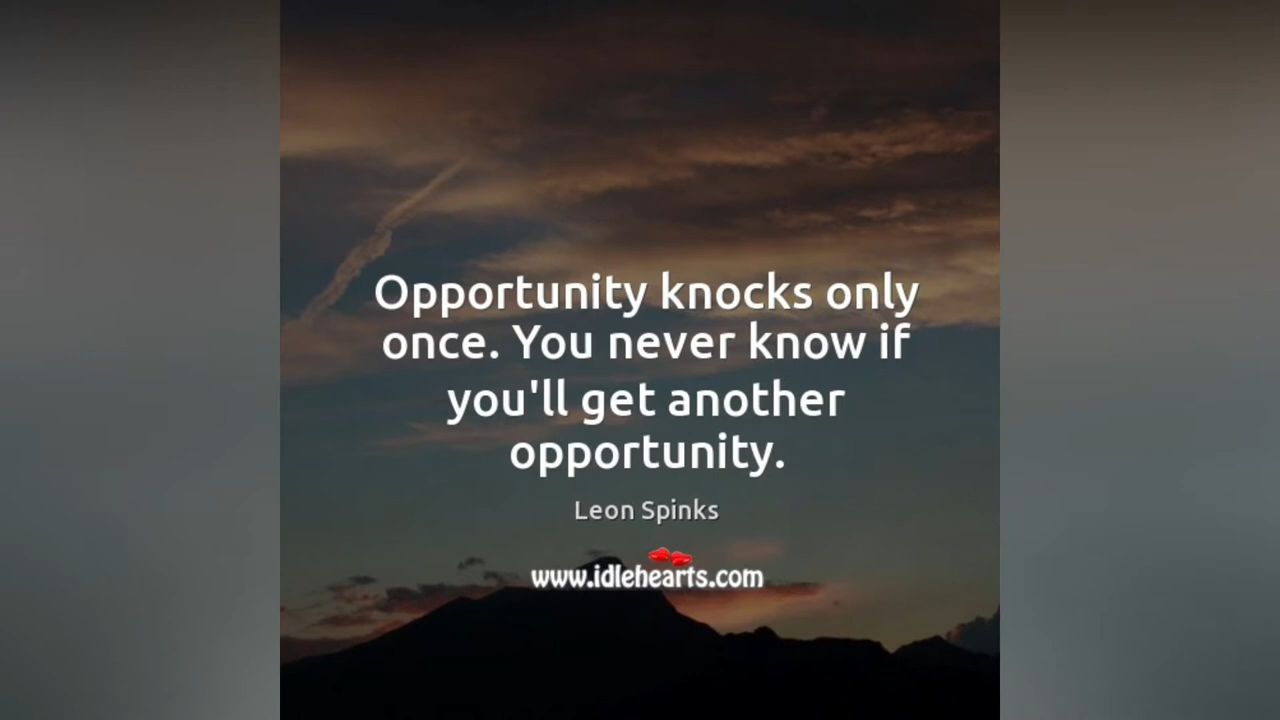 Opportunity knocks only
once. You never know if
you'll get another
opportunity.
Leon Spinks
www.idlehearts.com